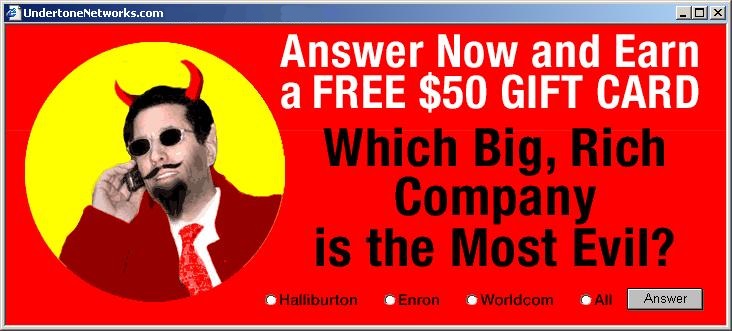 UndertoneNetworks.com
Answer Now and Earn
a FREE $50 GIFT CARD
Which Big, Rich
Company
is the Most Evil?
Halliburton Enron Worldcom All Answer